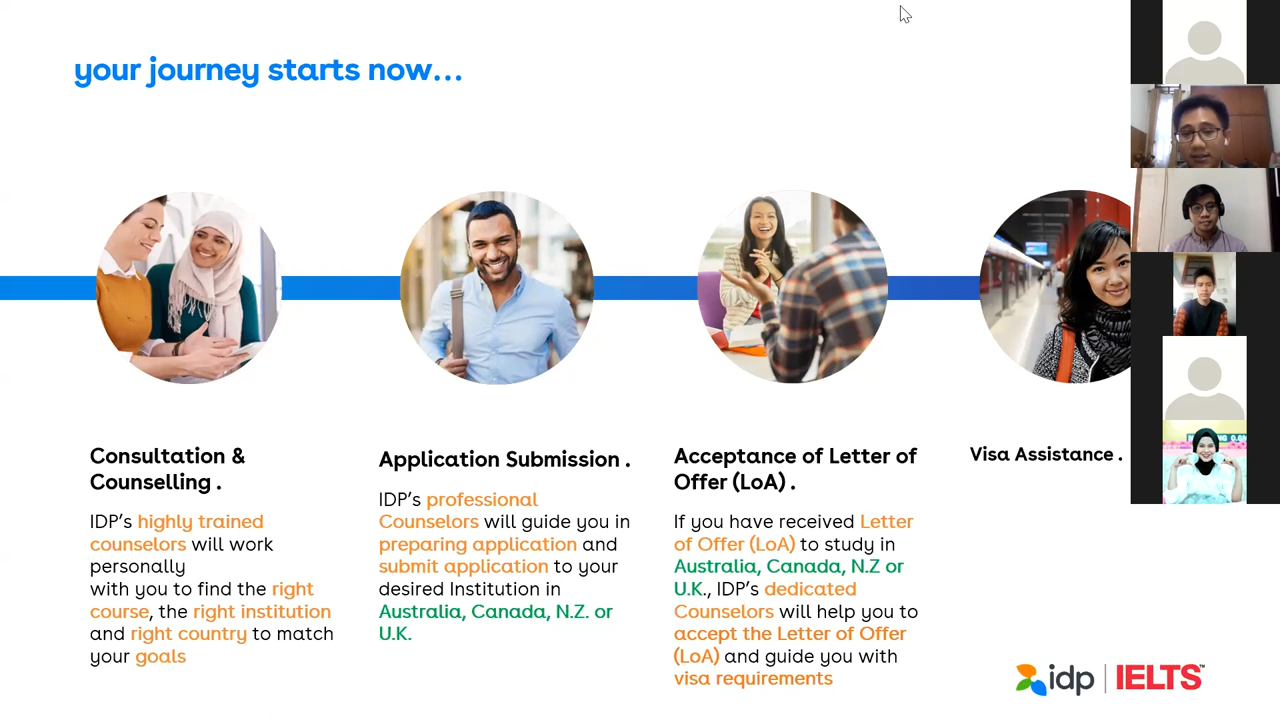 your journey starts now...
Consultation &
Counselling .
IDP's highly trained
counselors will work
personally
with you to find the right
course, the right institution
and right country to match
your goals
Application Submission .
IDP's professional
Counselors will guide you in
preparing application and
submit application to your
desired Institution in
Australia, Canada, N.Z. or
U.K.
Acceptance of Letter of
Offer (LoA) .
If you have received Letter
of Offer (LoA) to study in
Australia, Canada, N.Z or
U.K., IDP's dedicated
Counselors will help you to
accept the Letter of Offer
(LoA) and guide you with
visa requirements
Visa Assistance .
idp | IELTS™